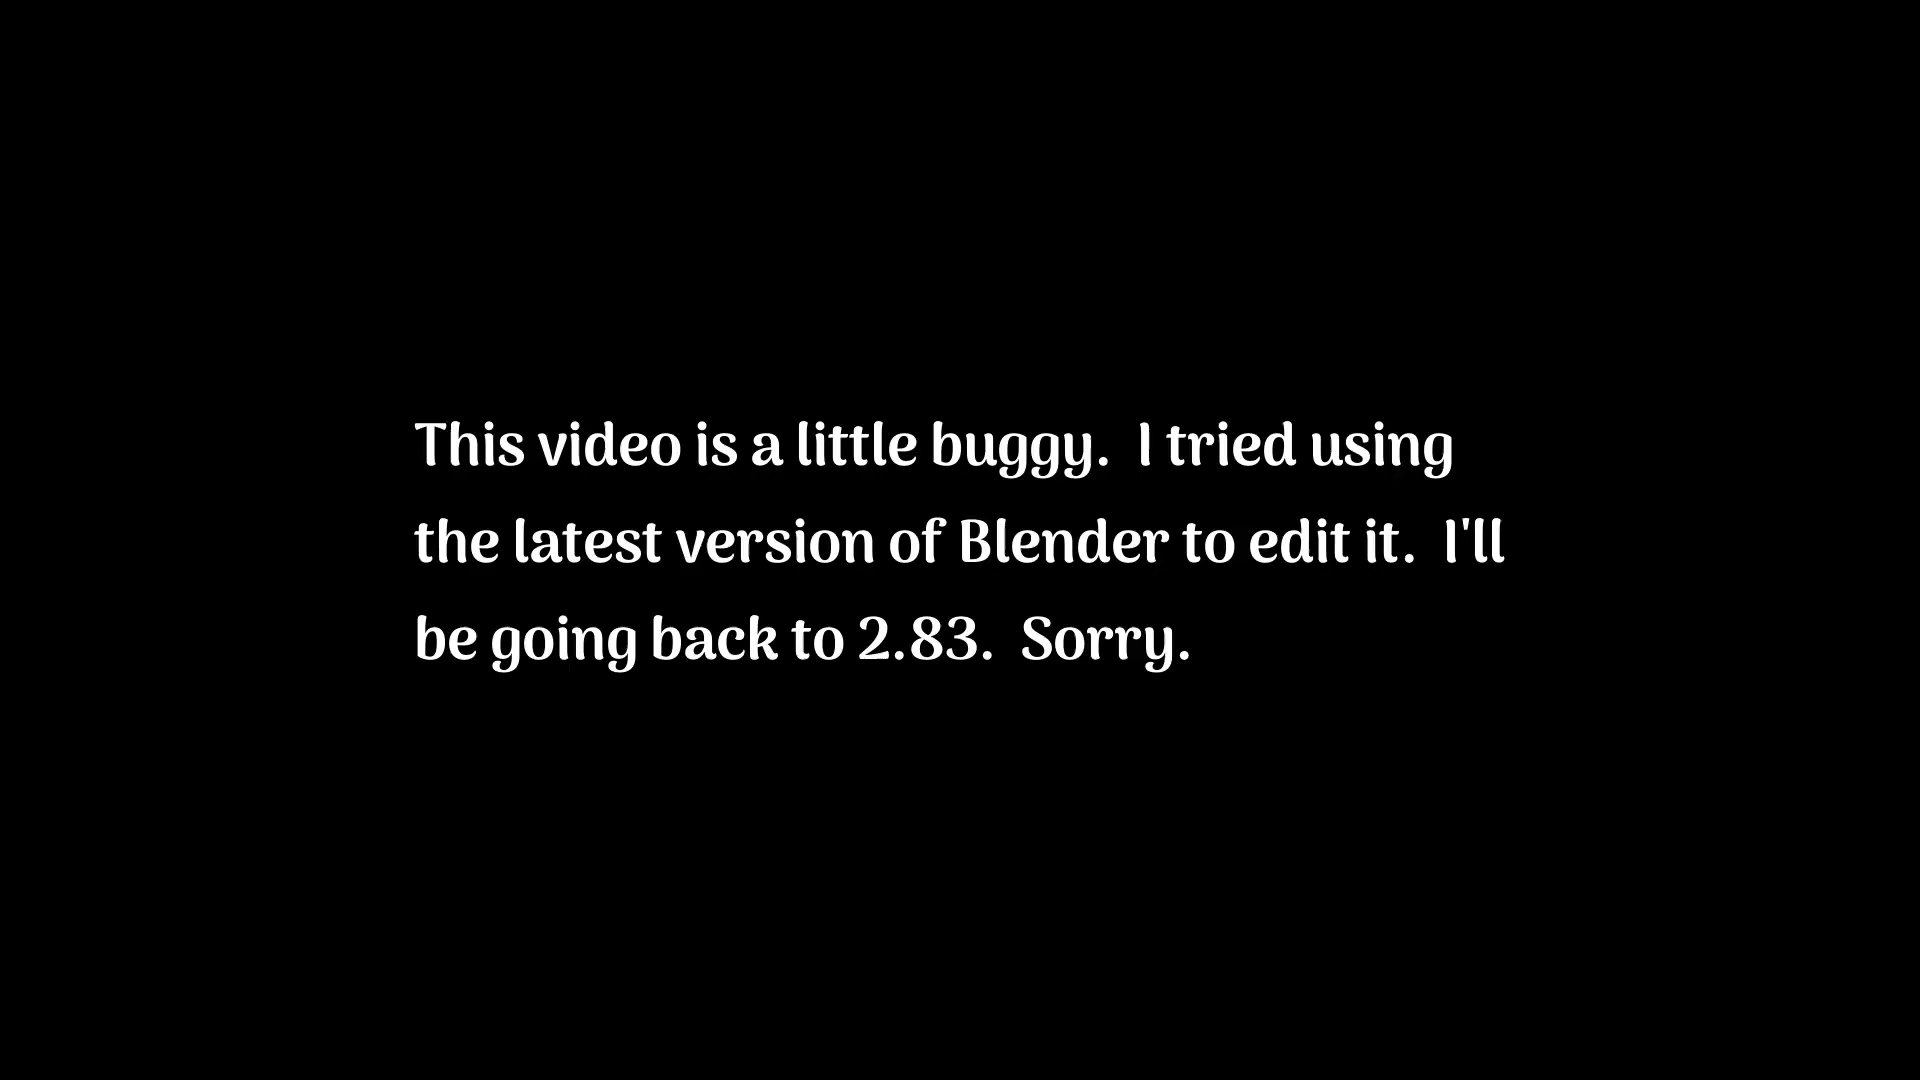 This video is a little buggy.  I tried using
the latest version of Blender to edit it.  I'll
be going back to 2.83.  Sorry.